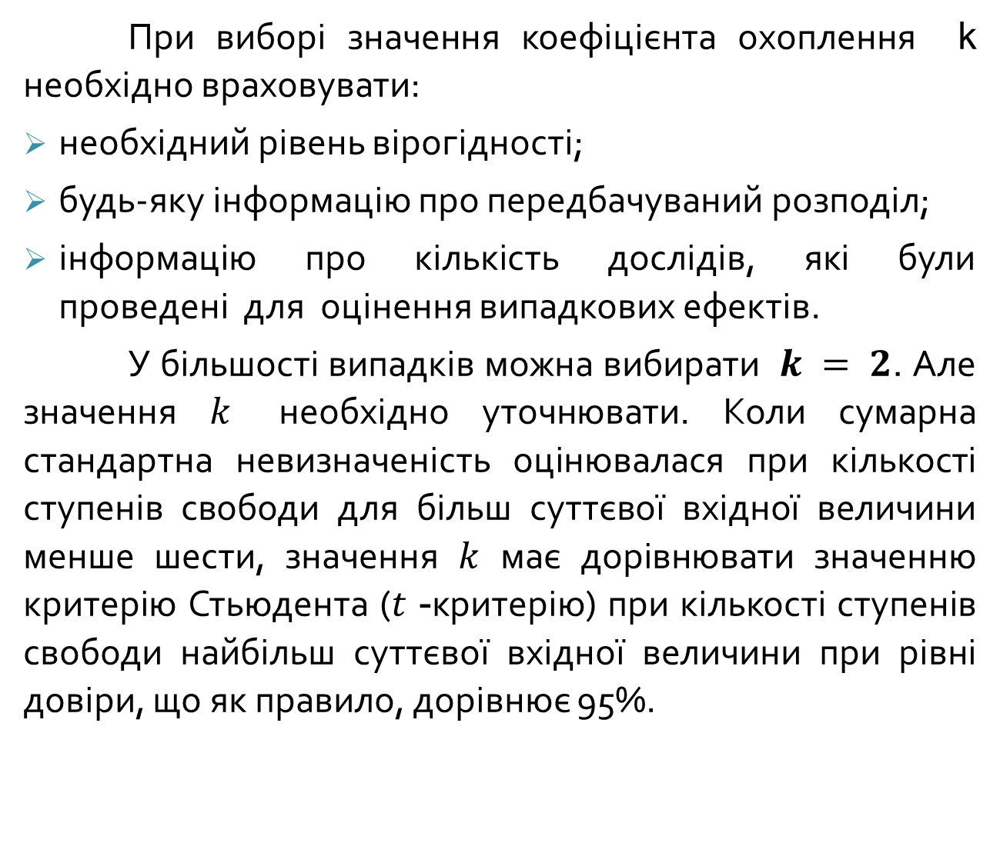 При виборі значення коефіцієнта охоплення k
необхідно враховувати:
➢ необхідний рівень вірогідності;
➢ будь-яку інформацію про передбачуваний розподіл;
➢ інформацію про кількість дослідів, які були
проведені для оцінення випадкових ефектів.
У більшості випадків можна вибирати k = 2. Але
значення k необхідно уточнювати. Коли сумарна
стандартна невизначеність оцінювалася при кількості
ступенів свободи для більш суттєвої вхідної величини
менше шести, значення k має дорівнювати значенню
критерію Стьюдента (t -критерію) при кількості ступенів
свободи найбільш суттєвої вхідної величини при рівні
довіри, що як правило, дорівнює 95%.